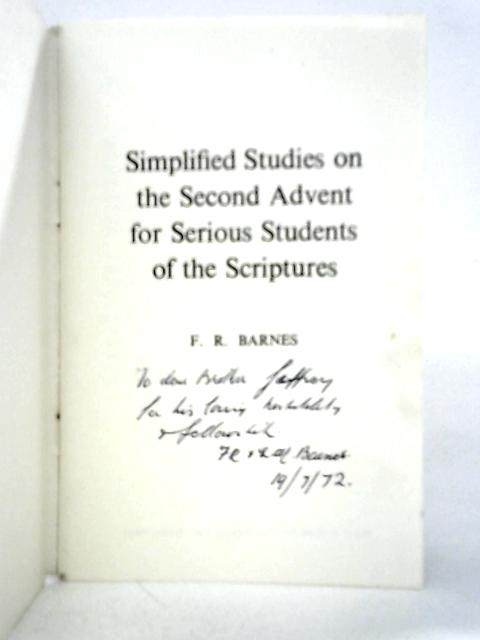 Simplified Studies on
the Second Advent
for Serious Students
of the Scriptures
F. R. BARNES
To dear Brother
for his loving hospitality
& fellowship.
Barnes
19/7/72.